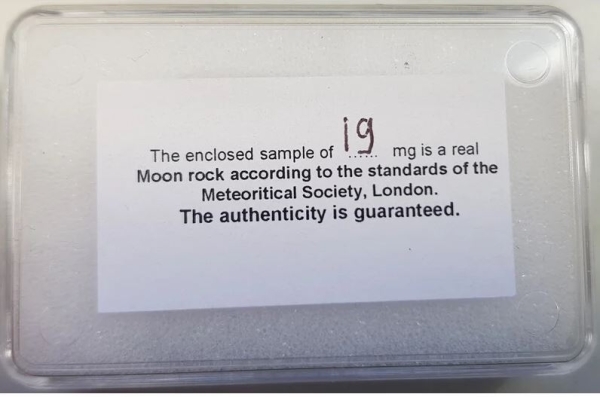 The enclosed sample of 19 mg is a real
Moon rock according to the standards of the
Meteoritical Society, London.
The authenticity is guaranteed.